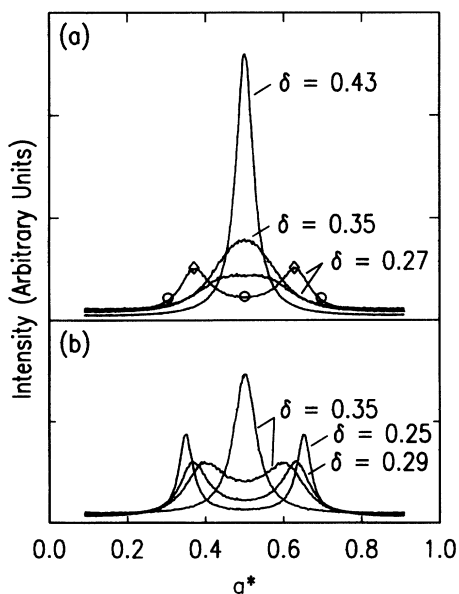 (a)
δ = 0.43
δ = 0.35
δ = 0.27
Intensity (Arbitrary Units)
(b)
δ = 0.35
δ = 0.25
δ = 0.29
0.0 0.2 0.4 0.6 0.8 1.0
a*